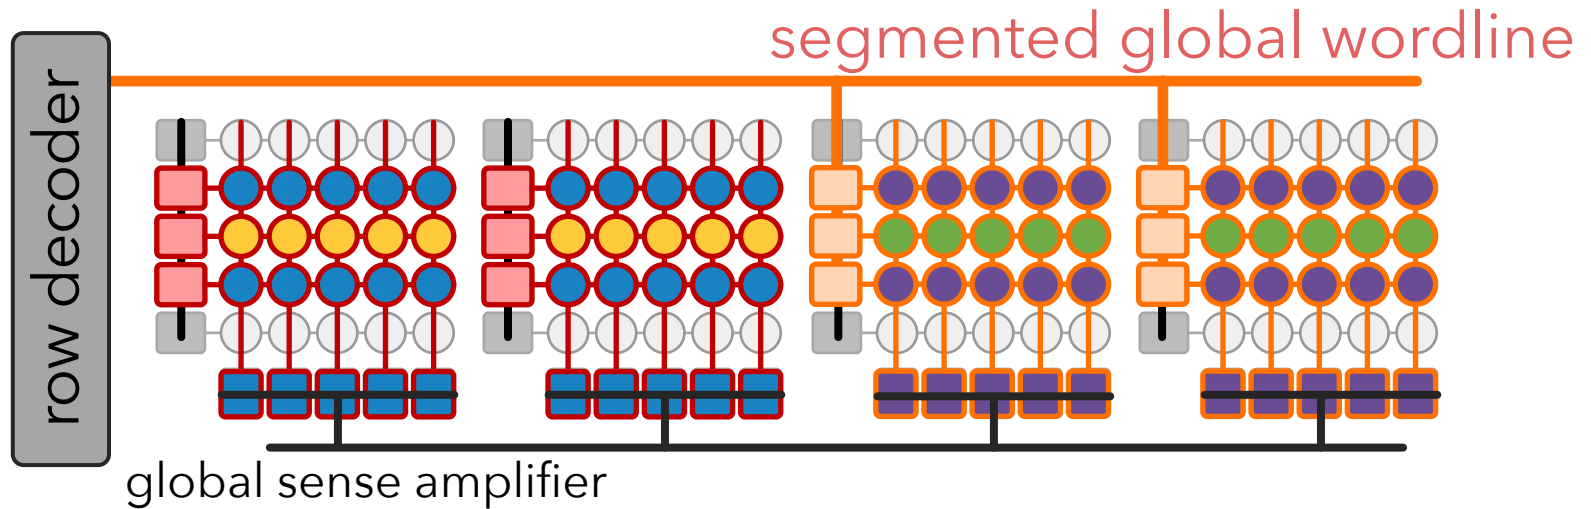 segmented global wordline
row decoder
global sense amplifier